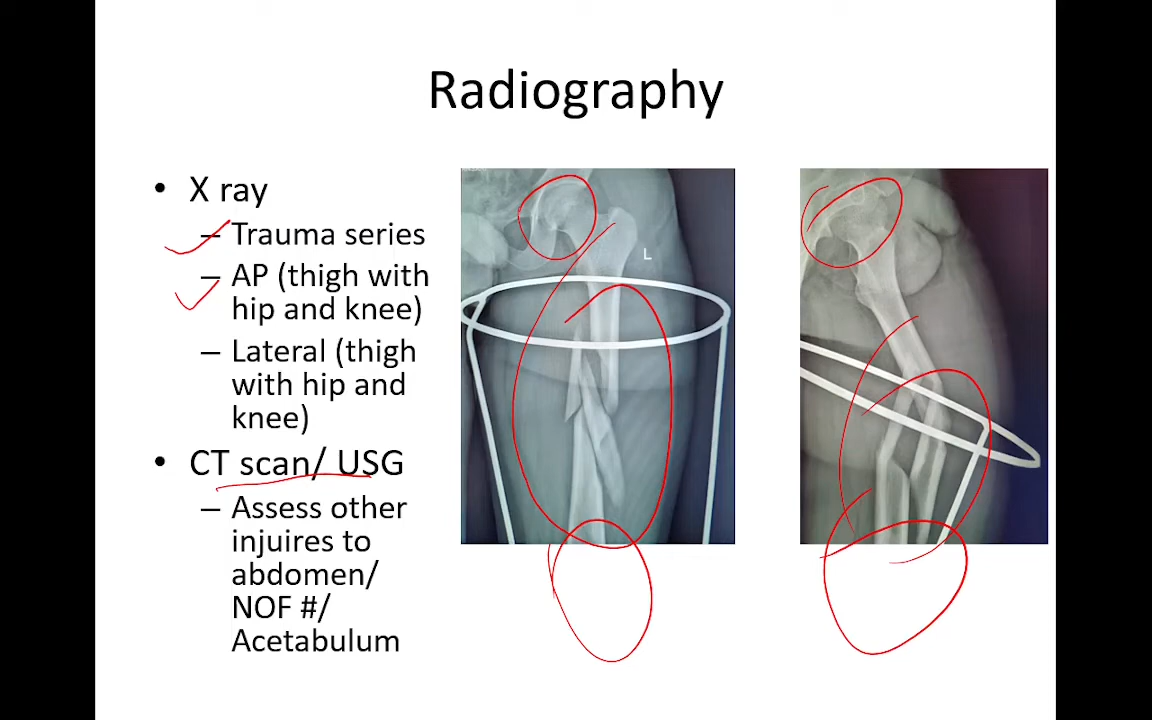 Radiography
• X ray
– Trauma series
– AP (thigh with
hip and knee)
– Lateral (thigh
with hip and
knee)
• CT scan/ USG
– Assess other
injuires to
abdomen/
NOF #/
Acetabulum
L